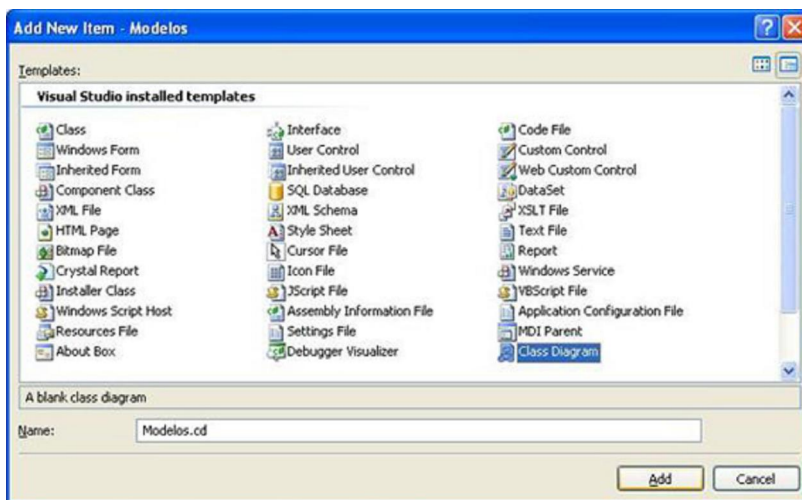 Add New Item - Modelos
Templates:
Visual Studio installed templates
Class Interface Code File
Windows Form User Control Custom Control
Inherited Form Inherited User Control Web Custom Control
Component Class SQL Database DataSet
XML File XML Schema XSLT File
HTML Page Style Sheet Text File
Bitmap File Cursor File Report
Crystal Report Icon File Windows Service
Installer Class JScript File VBScript File
Windows Script Host Assembly Information File Application Configuration File
Resources File Settings File MDI Parent
About Box Debugger Visualizer Class Diagram
A blank class diagram
Name: Modelos.cd
Add Cancel